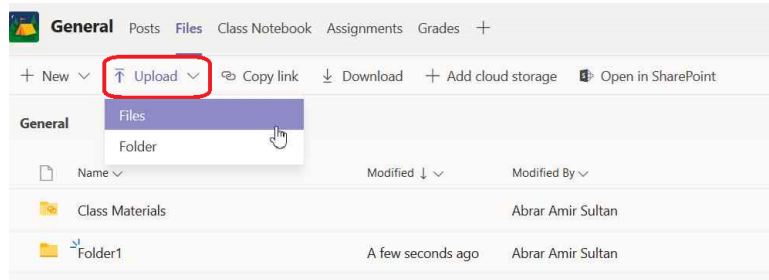 General Posts Files Class Notebook Assignments Grades +
+ New Upload Copy link Download + Add cloud storage Open in SharePoint
Files
General
Folder
Name Modified ↓ Modified By
Class Materials Abrar Amir Sultan
Folder1 A few seconds ago Abrar Amir Sultan